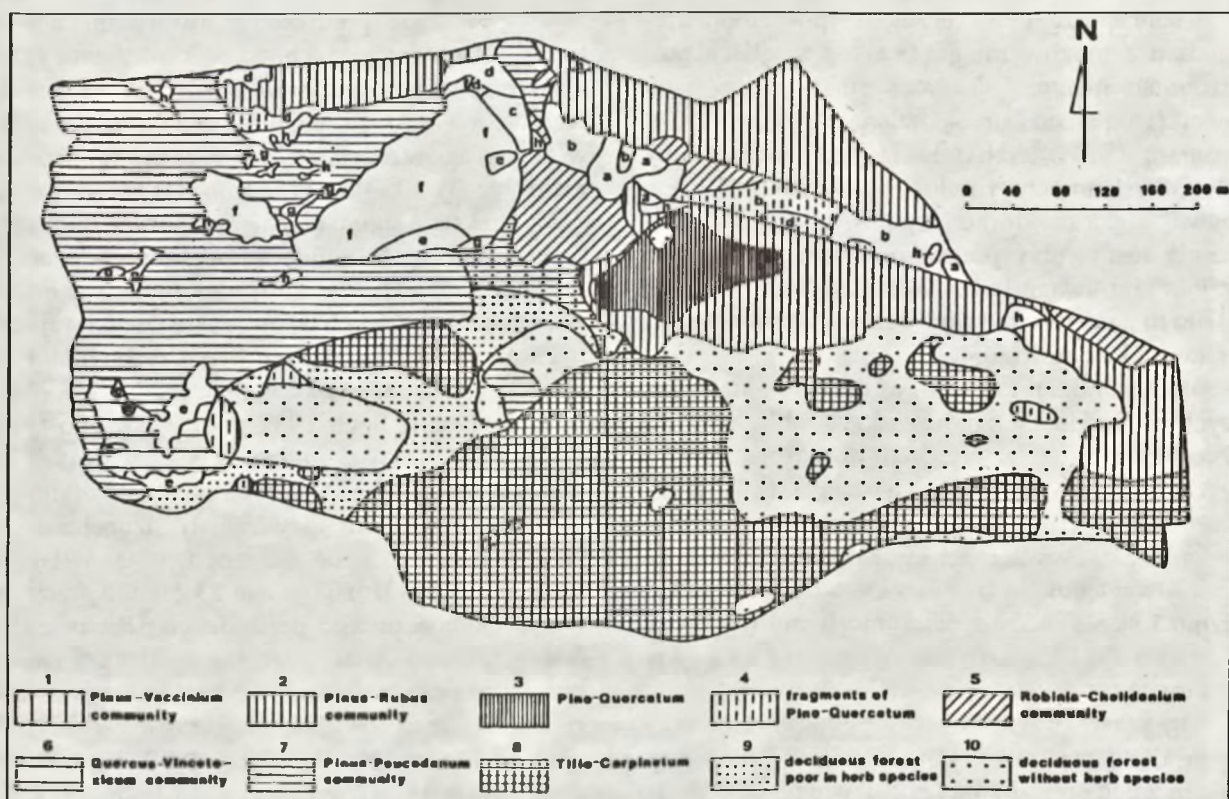 N
0 40 80 120 160 200 m
d
d
d
c
h
f
e
f
b
b
a
a
h
f
f
e
g
b
d
b
h
a
h
g
g
e
e
1 Pinus-Vaccinium
community
2 Pinus-Rubus
community
3 Pino-Quercetum
4 fragments of
Pino-Quercetum
5 Robinia-Chelidonium
community
6 Quercus-Vinceto-
xicum community
7 Pinus-Peucedanum
community
8 Tilio-Carpinetum
9 deciduous forest
poor in herb species
10 deciduous forest
without herb species